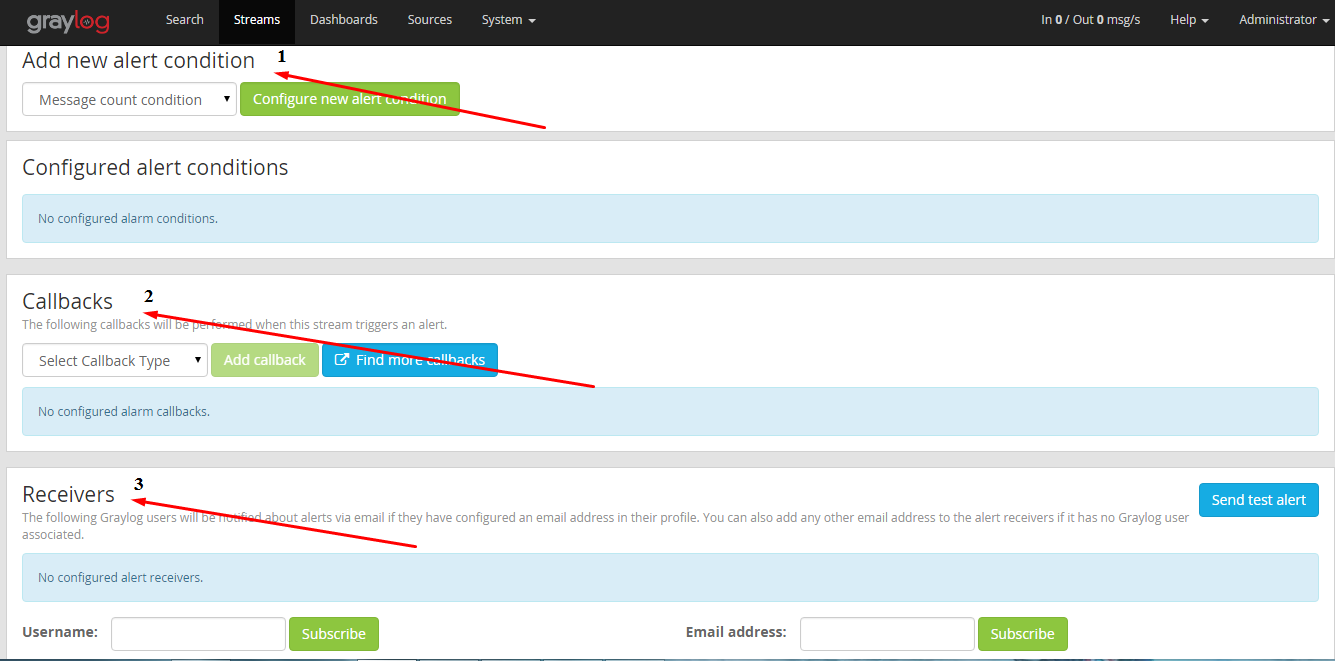 graylog Search Streams Dashboards Sources System In 0 / Out 0 msg/s Help Administrator
Add new alert condition 1
Message count condition Configure new alert condition
Configured alert conditions
No configured alarm conditions.
Callbacks 2
The following callbacks will be performed when this stream triggers an alert.
Select Callback Type Add callback Find more callbacks
No configured alarm callbacks.
Receivers 3
Send test alert
The following Graylog users will be notified about alerts via email if they have configured an email address in their profile. You can also add any other email address to the alert receivers if it has no Graylog user
associated.
No configured alert receivers.
Username: Subscribe Email address: Subscribe